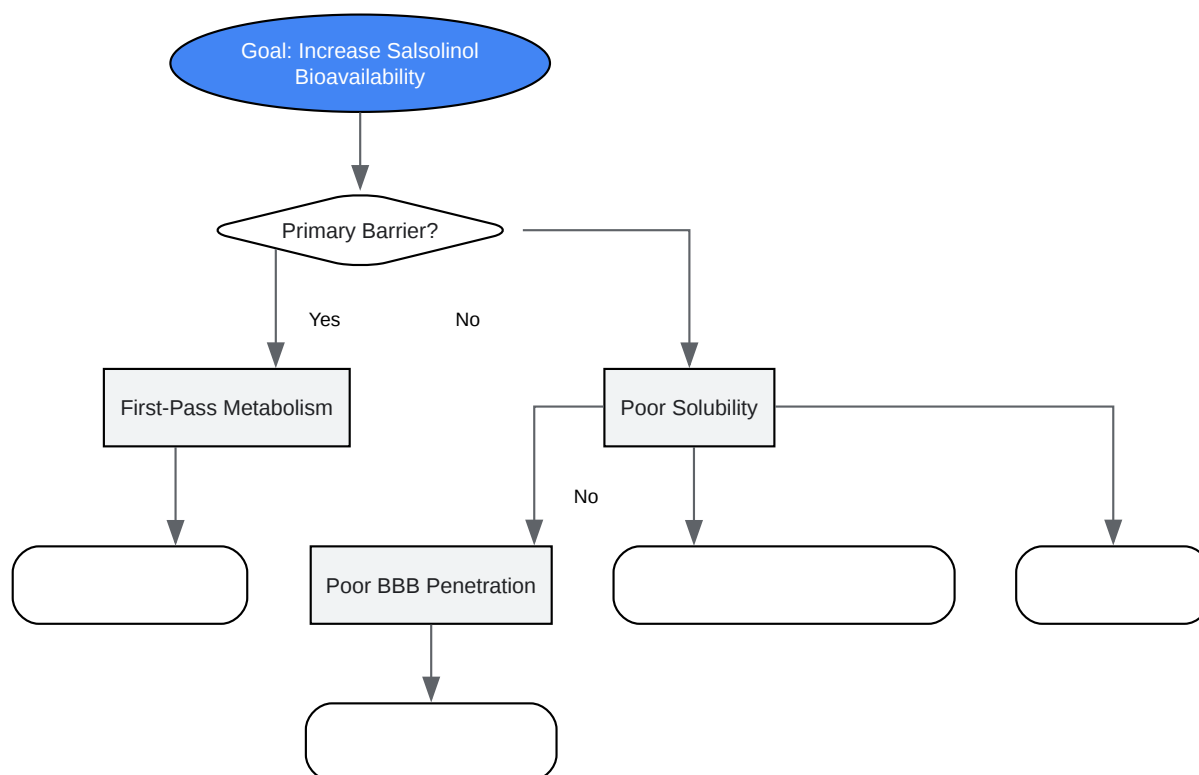 Goal: Increase Salsolinol
Bioavailability
Primary Barrier?
Yes
No
First-Pass Metabolism
Poor Solubility
No
Poor BBB Penetration